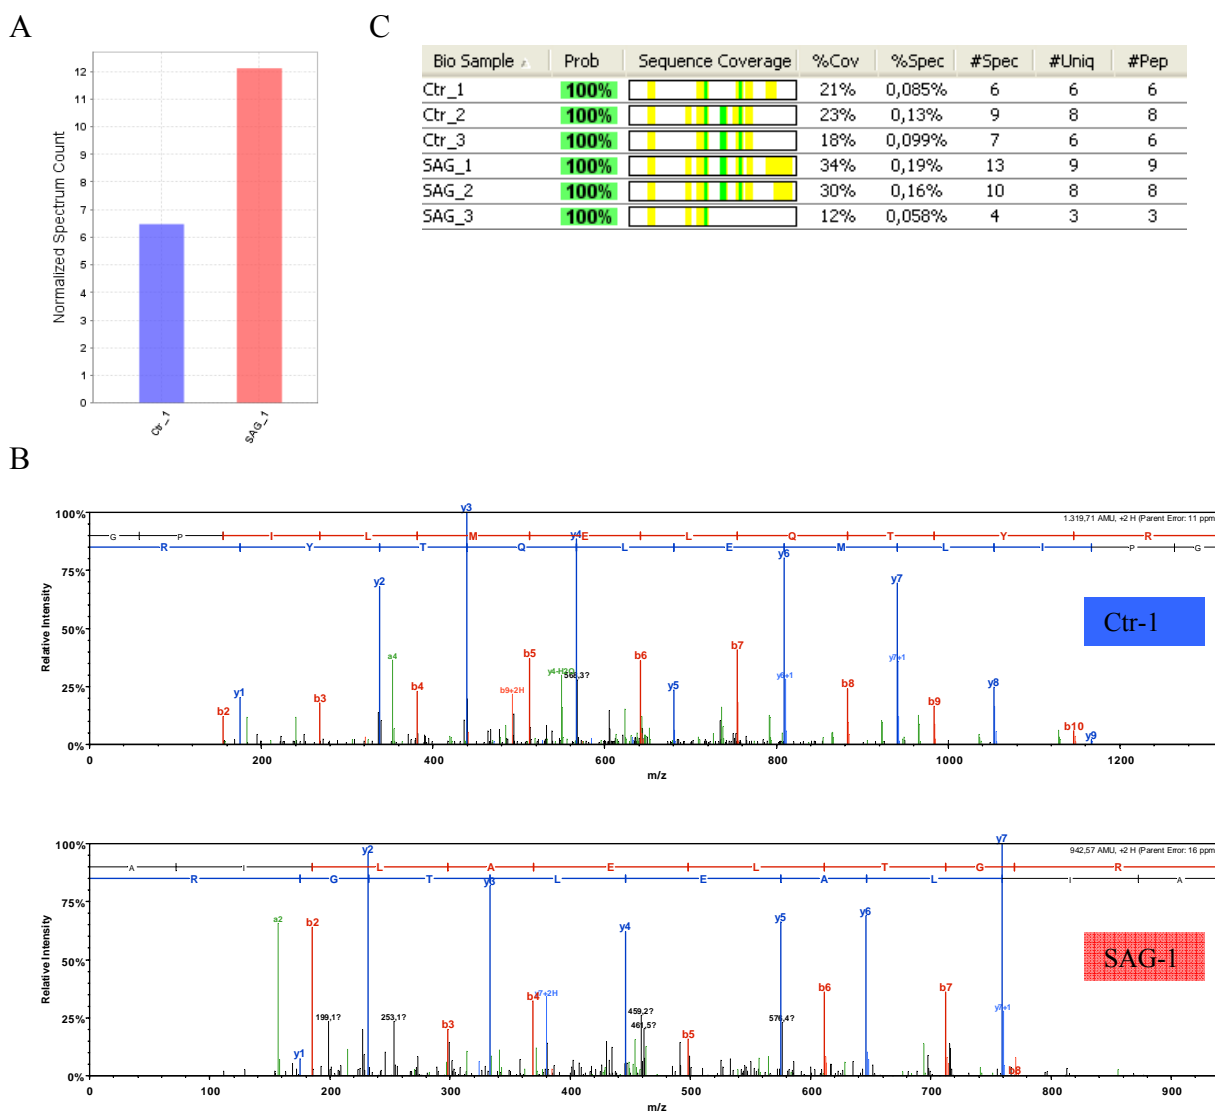 A
Normalized Spectrum Count
12
11
10
9
8
7
6
5
4
3
2
1
0
Ctr_1
SAG_1
C
Bio Sample Prob Sequence Coverage %Cov %Spec #Spec #Uniq #Pep
Ctr_1 100% 21% 0,085% 6 6 6
Ctr_2 100% 23% 0,13% 9 8 8
Ctr_3 100% 18% 0,099% 7 6 6
SAG_1 100% 34% 0,19% 13 9 9
SAG_2 100% 30% 0,16% 10 8 8
SAG_3 100% 12% 0,058% 4 3 3
B
y3
100%
1.319,71 AMU, +2 H (Parent Error: 11 ppm
G P I L M E L Q T Y R
R Y T Q L E M L I P G
y4
y6
75%
y2
y7
Ctr-1
50%
Relative Intensity
a4
b5
b6
b7
y7+1
y4-H2O
568,3?
y6+1
25%
y1
b2
b3
b4
b9+2H
y5
b8
b9
y8
b10
y9
0%
0 200 400 600 800 1000 1200
m/z
100%
y7
942,57 AMU, +2 H (Parent Error: 16 ppm
y2
A I L A E L T G R
R G T L E A L I A
y3
75%
a2
b2
y4
y5
y6
SAG-1
50%
Relative Intensity
b4
y7+2H
b6
b7
y7+1
25%
199,1?
253,1?
459,2?
461,5?
576,4?
y1
b3
b5
b8
0%
0 100 200 300 400 500 600 700 800 900
m/z